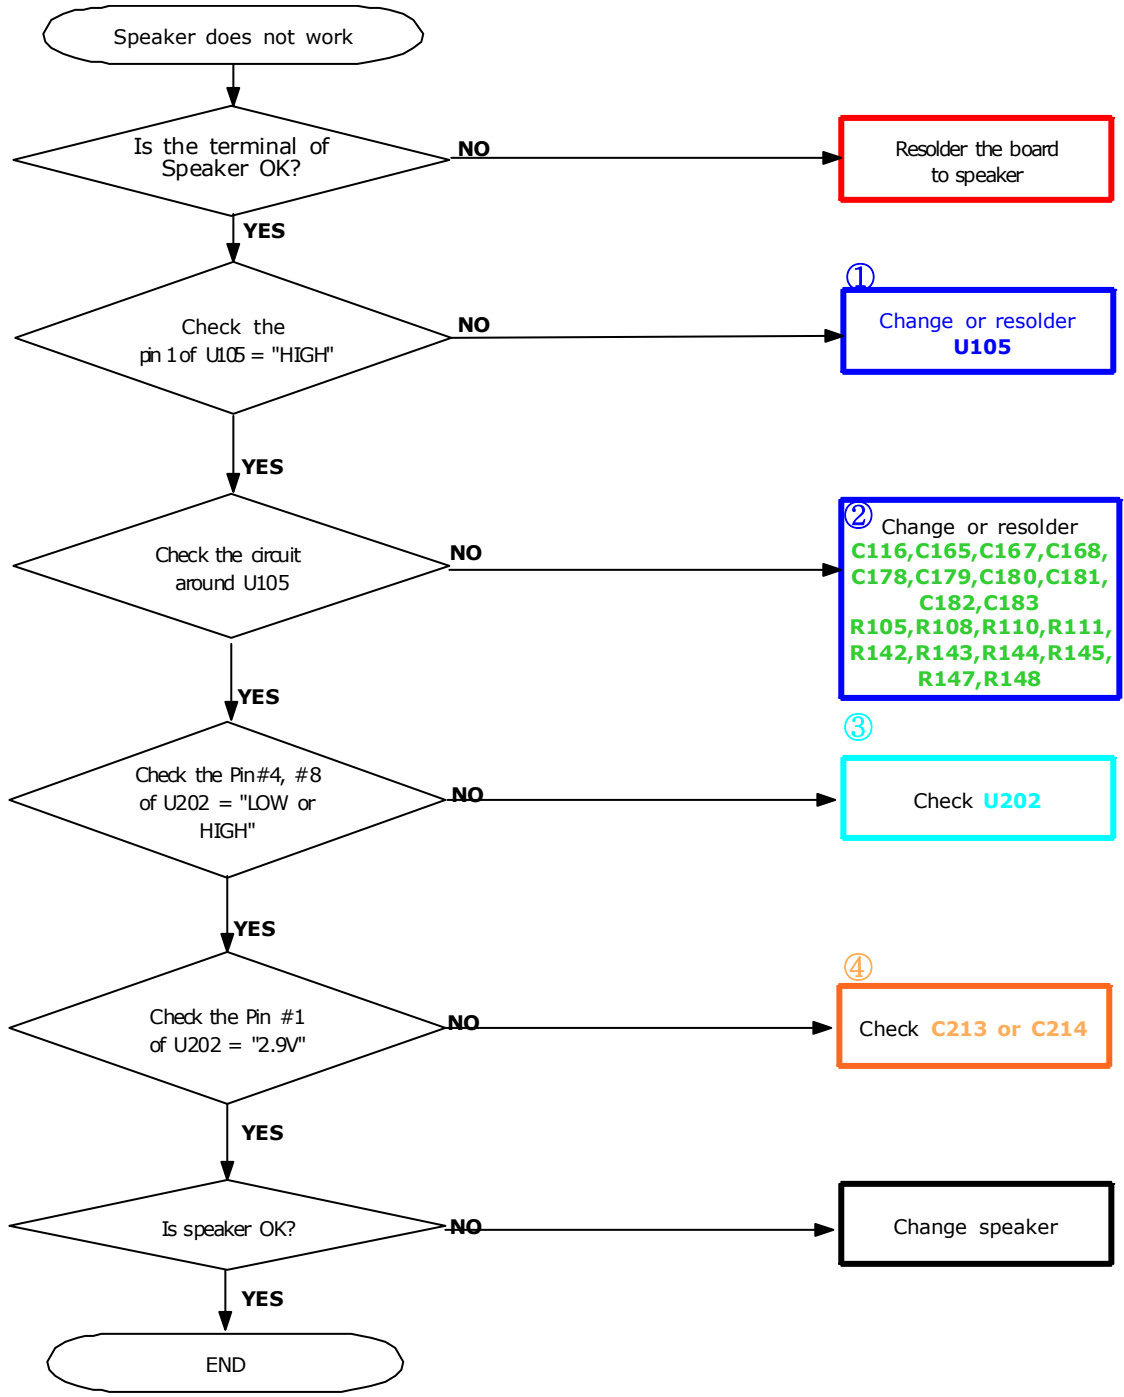 Speaker does not work
Is the terminal of
Speaker OK?
NO
Resolder the board
to speaker
YES
Check the
pin 1 of U105 = "HIGH"
NO
①
Change or resolder
U105
YES
Check the circuit
around U105
NO
②
Change or resolder
C116,C165,C167,C168,
C178,C179,C180,C181,
C182,C183
R105,R108,R110,R111,
R142,R143,R144,R145,
R147,R148
YES
Check the Pin#4, #8
of U202 = "LOW or
HIGH"
NO
③
Check U202
YES
Check the Pin #1
of U202 = "2.9V"
NO
④
Check C213 or C214
YES
Is speaker OK?
NO
Change speaker
YES
END